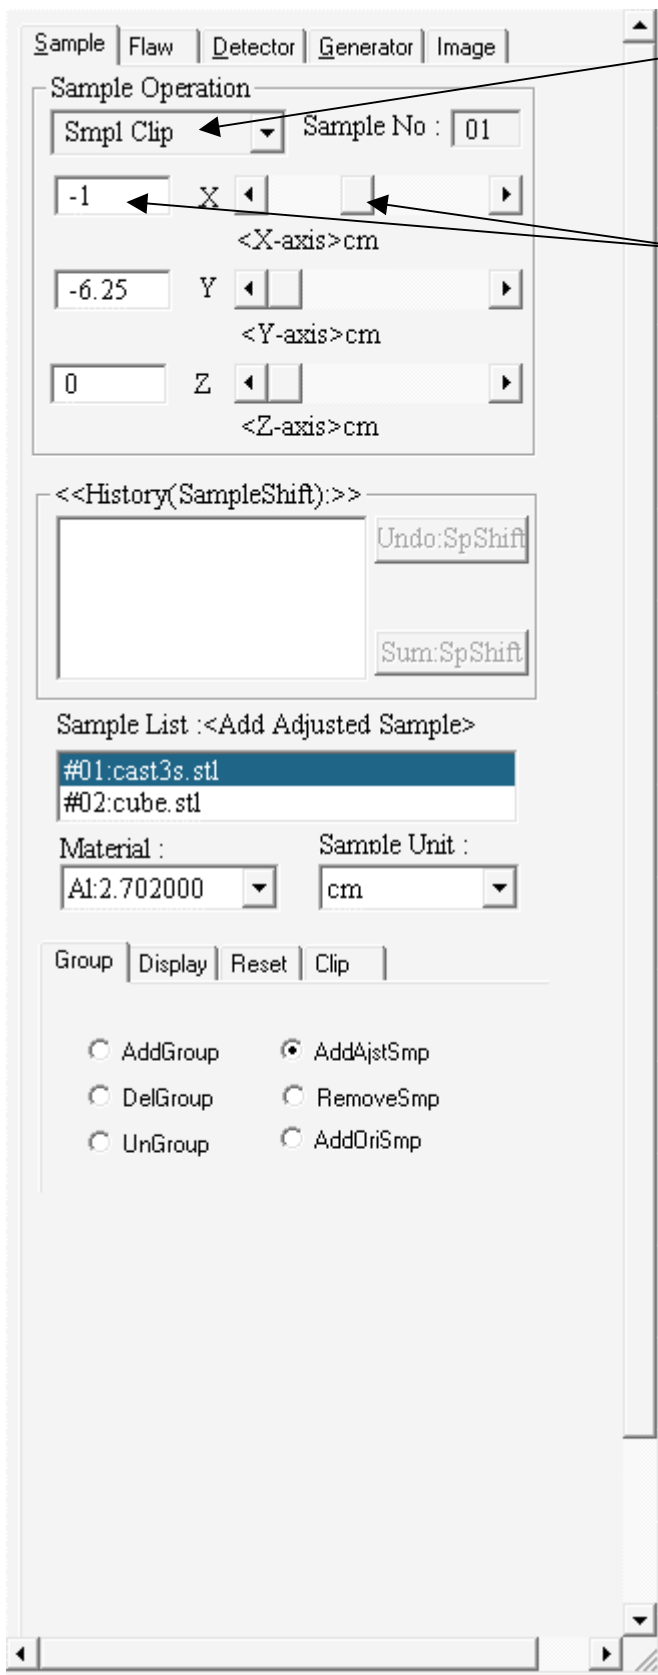 Sample Flaw Detector Generator Image
Sample Operation
Smpl Clip Sample No : 01
-1 X
<X-axis>cm
-6.25 Y
<Y-axis>cm
0 Z
<Z-axis>cm
<<History(SampleShift):>>
Undo:SpShift
Sum:SpShift
Sample List :<Add Adjusted Sample>
#01:cast3s.stl
#02:cube.stl
Material : Sample Unit :
Al:2.702000 cm
Group Display Reset Clip
AddGroup AddAjstSmp
DelGroup RemoveSmp
UnGroup AddOriSmp